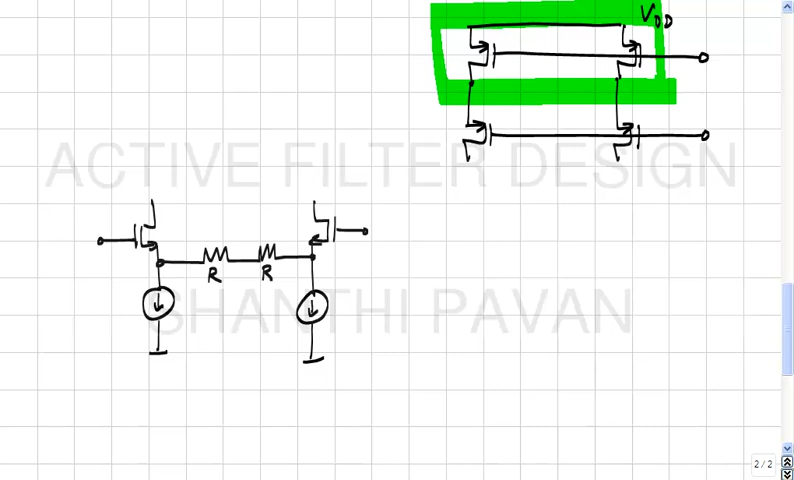 VDD
ACTIVE FILTER DESIGN
R R
SHANTHI PAVAN
2 / 2